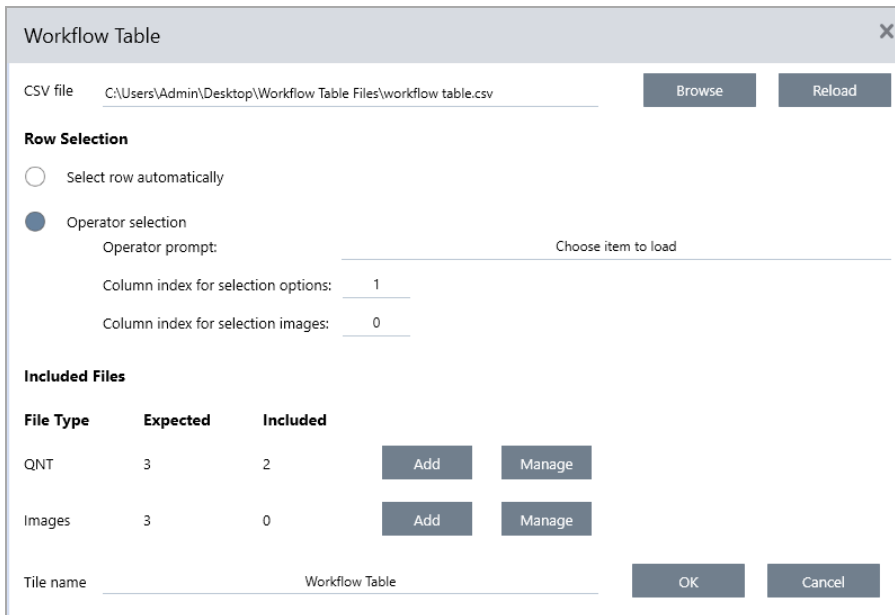 Workflow Table
CSV file C:\Users\Admin\Desktop\Workflow Table Files\workflow table.csv Browse Reload
Row Selection
Select row automatically
Operator selection
Operator prompt: Choose item to load
Column index for selection options: 1
Column index for selection images: 0
Included Files
File Type Expected Included
QNT 3 2 Add Manage
Images 3 0 Add Manage
Tile name Workflow Table OK Cancel